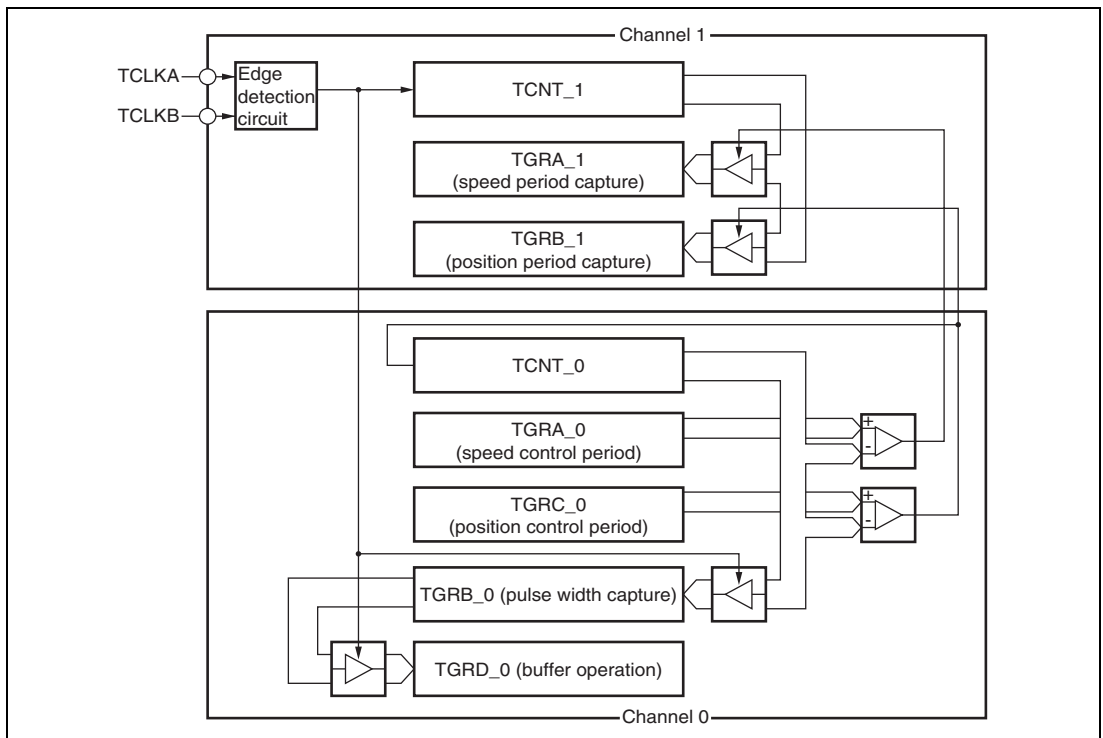 Channel 1
TCLKA
TCLKB
Edge
detection
circuit
TCNT_1
TGRA_1
(speed period capture)
TGRB_1
(position period capture)
TCNT_0
TGRA_0
(speed control period)
+
-
TGRC_0
(position control period)
+
-
TGRB_0 (pulse width capture)
TGRD_0 (buffer operation)
Channel 0